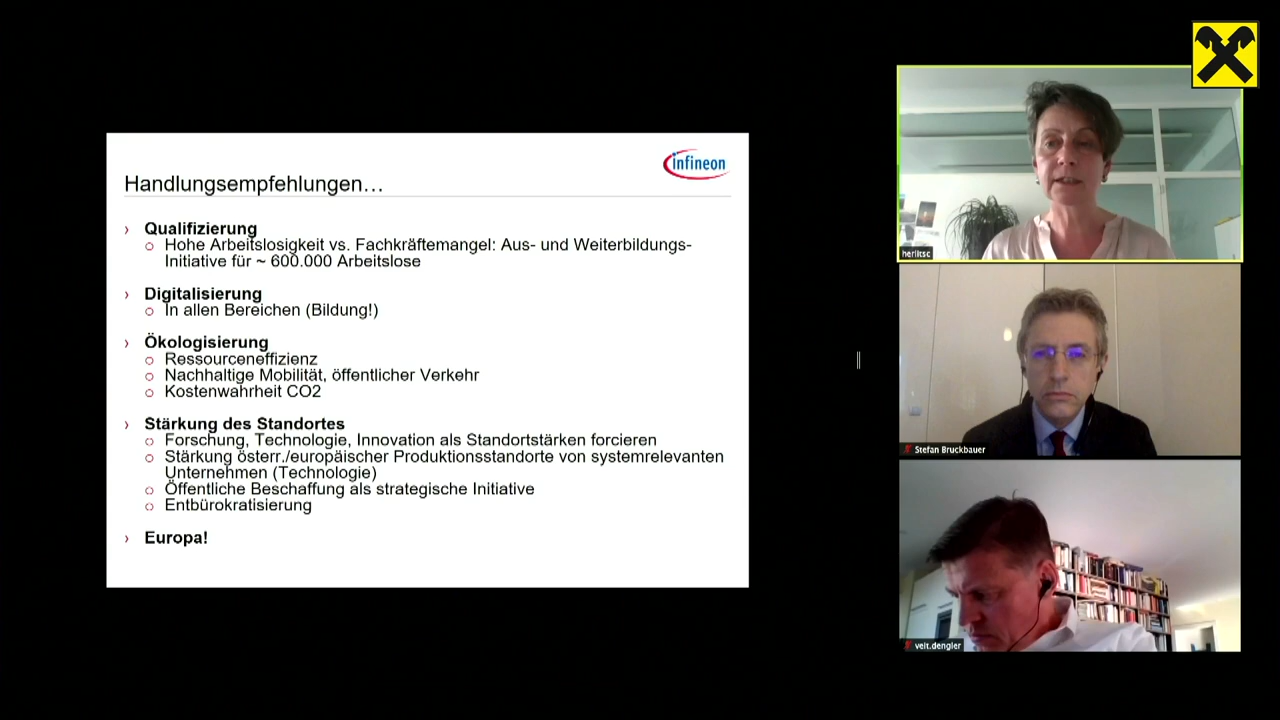 infineon
Handlungsempfehlungen…
› Qualifizierung
o Hohe Arbeitslosigkeit vs. Fachkräftemangel: Aus- und Weiterbildungs-
Initiative für ~ 600.000 Arbeitslose
› Digitalisierung
o In allen Bereichen (Bildung!)
› Ökologisierung
o Ressourceneffizienz
o Nachhaltige Mobilität, öffentlicher Verkehr
o Kostenwahrheit CO2
› Stärkung des Standortes
o Forschung, Technologie, Innovation als Standortstärken forcieren
o Stärkung österr./europäischer Produktionsstandorte von systemrelevanten
Unternehmen (Technologie)
o Öffentliche Beschaffung als strategische Initiative
o Entbürokratisierung
› Europa!
herlitsc
Stefan Bruckbauer
veit.dengler